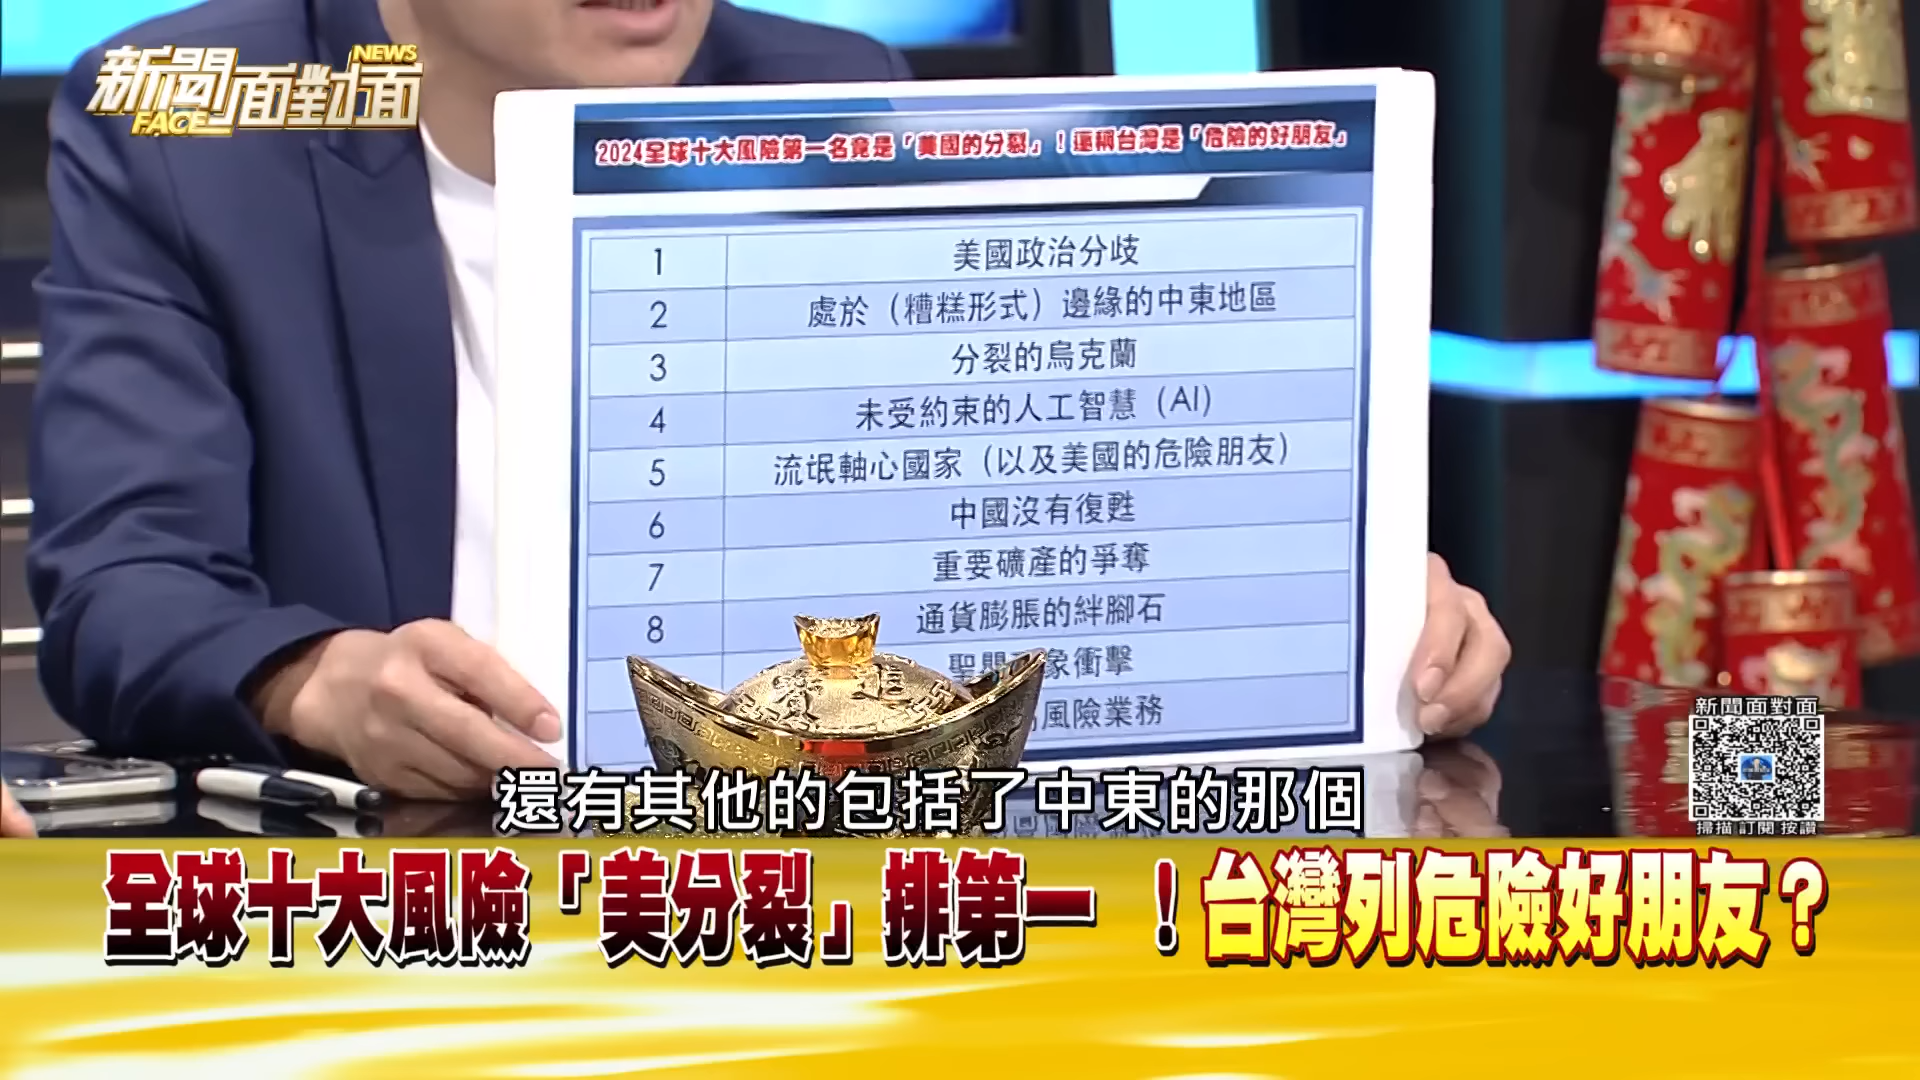 新聞面對面
NEWS
FACE
2024全球十大風險第一名竟是「美國的分裂」！還稱台灣是「危險的好朋友」
1 美國政治分歧
2 處於（糟糕形式）邊緣的中東地區
3 分裂的烏克蘭
4 未受約束的人工智慧（AI）
5 流氓軸心國家（以及美國的危險朋友）
6 中國沒有復甦
7 重要礦產的爭奪
8 通貨膨脹的絆腳石
聖嬰現象衝擊
風險業務
新聞面對面
掃描 訂閱 按讚
還有其他的包括了中東的那個
全球十大風險「美分裂」排第一 ！台灣列危險好朋友？